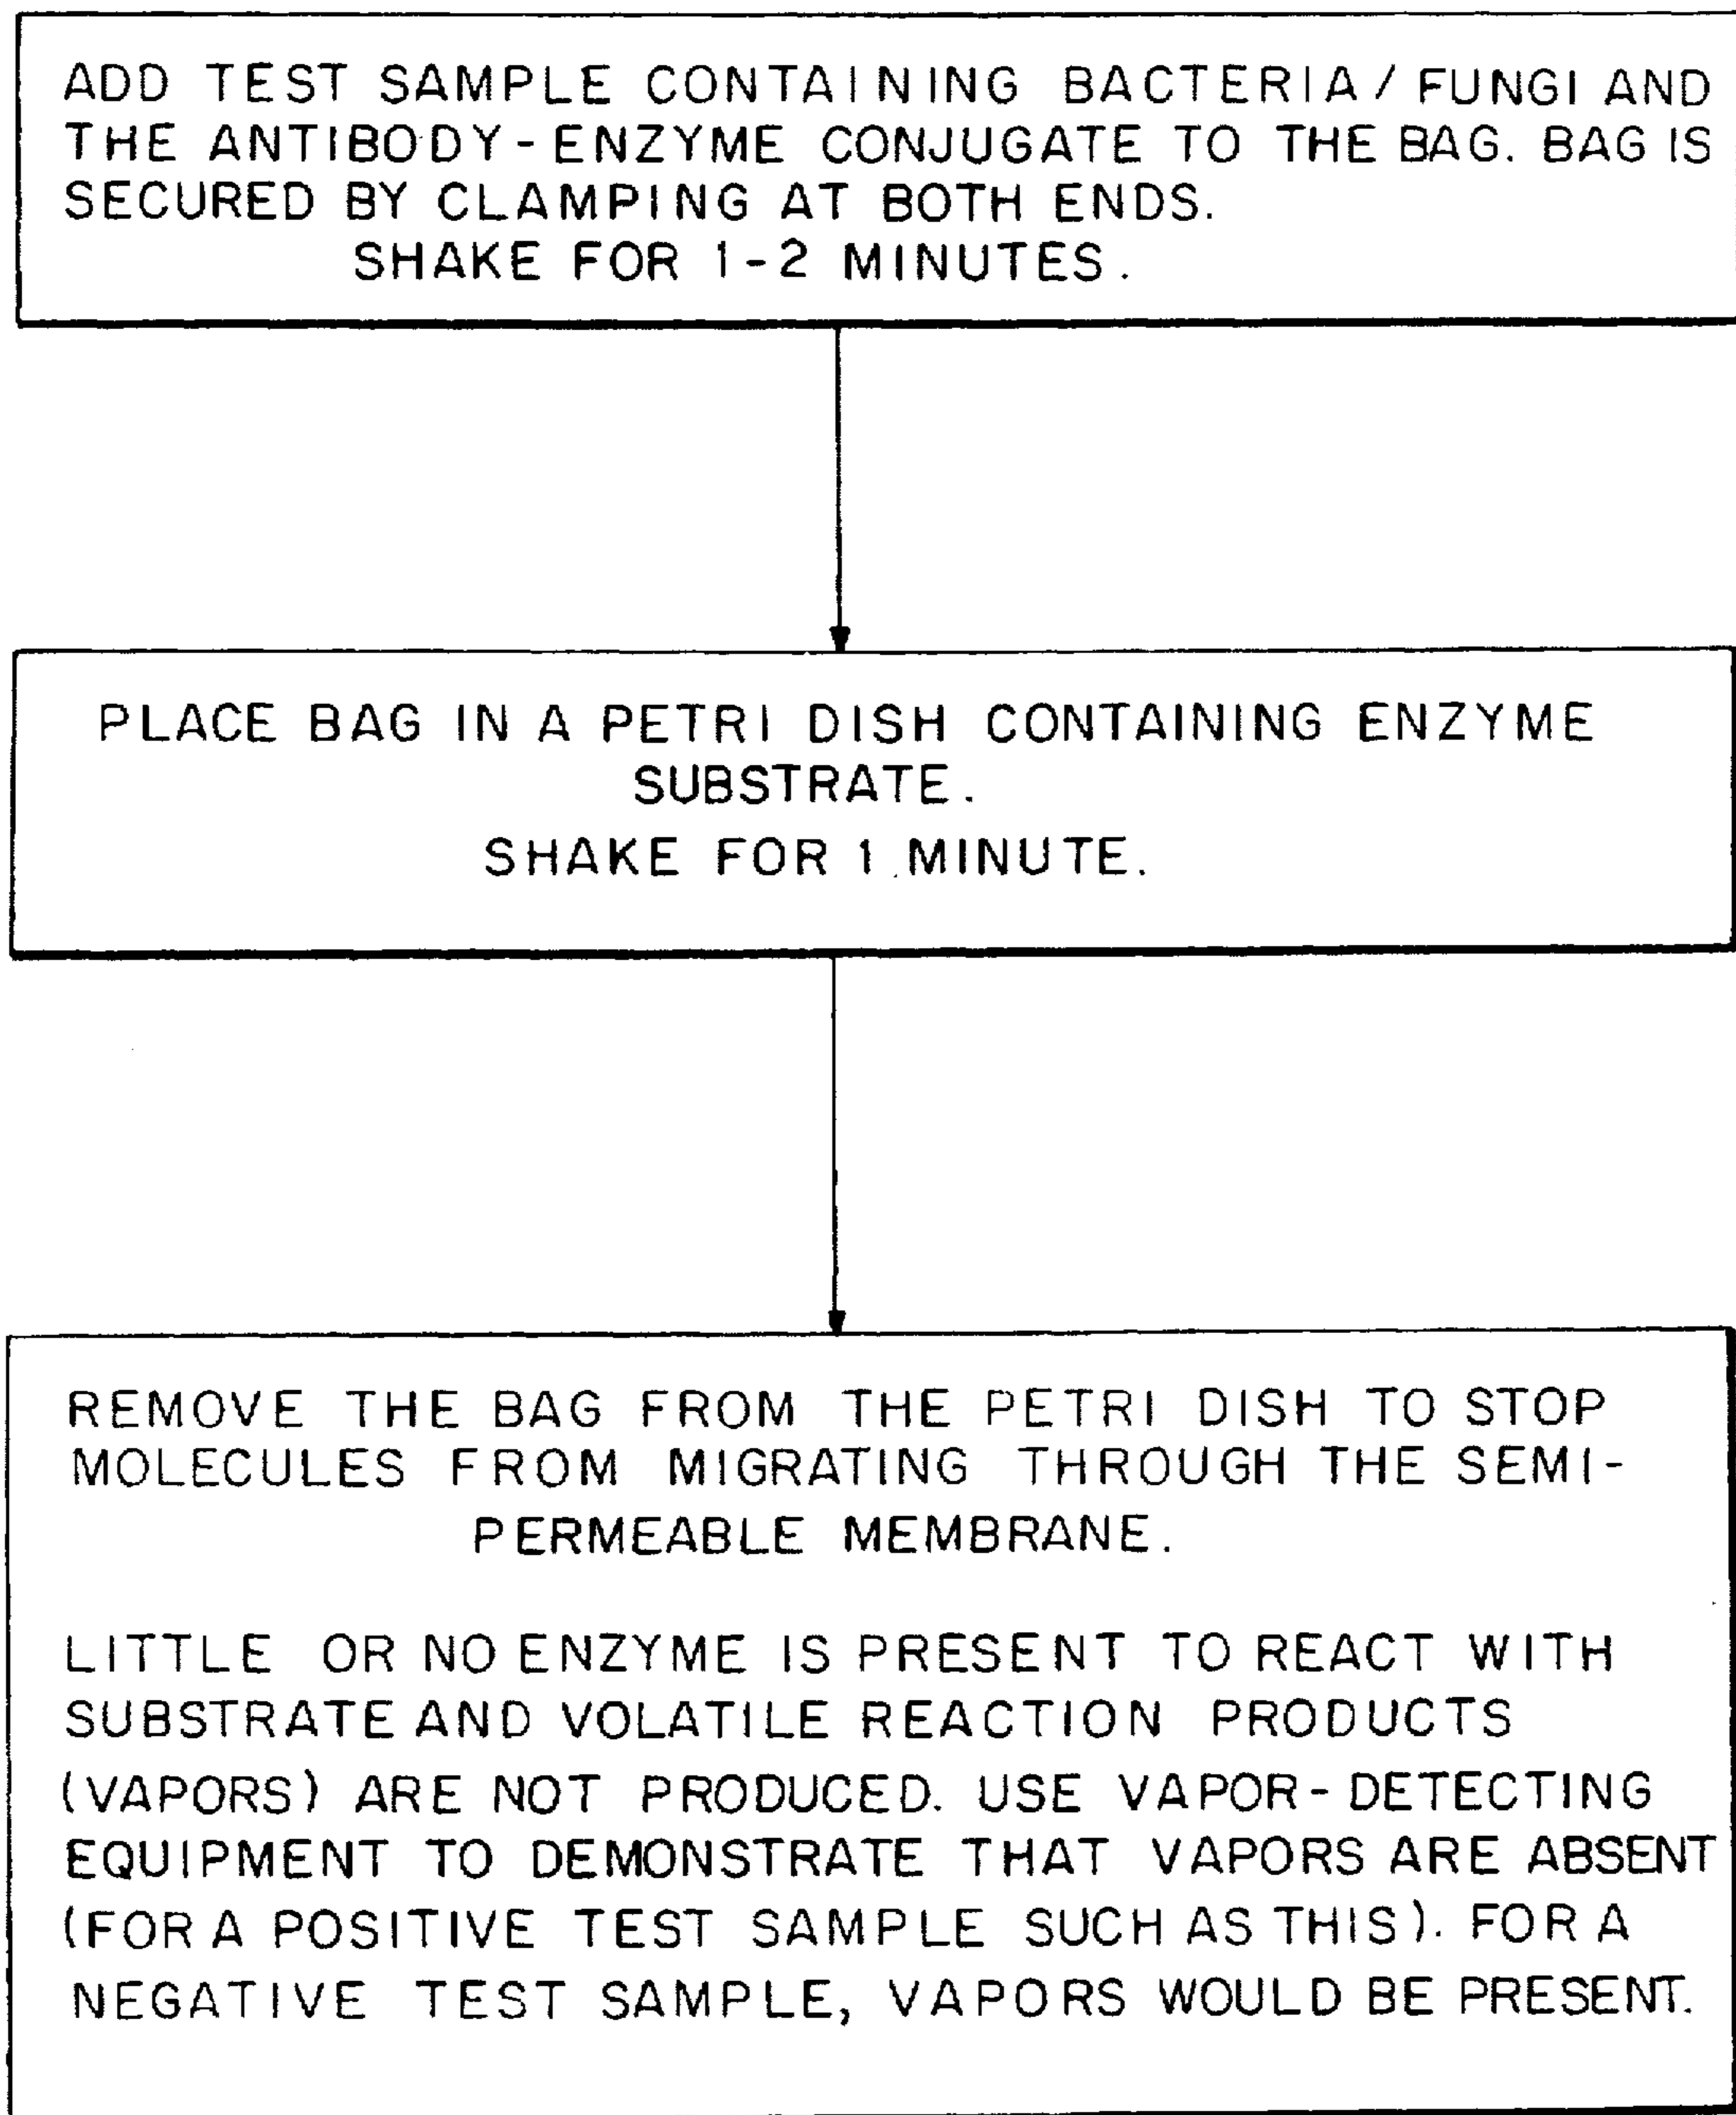 ADD TEST SAMPLE CONTAINING BACTERIA/FUNGI AND
THE ANTIBODY-ENZYME CONJUGATE TO THE BAG. BAG IS
SECURED BY CLAMPING AT BOTH ENDS.
SHAKE FOR 1-2 MINUTES.
PLACE BAG IN A PETRI DISH CONTAINING ENZYME
SUBSTRATE.
SHAKE FOR 1 MINUTE.
REMOVE THE BAG FROM THE PETRI DISH TO STOP
MOLECULES FROM MIGRATING THROUGH THE SEMI-
PERMEABLE MEMBRANE.
LITTLE OR NO ENZYME IS PRESENT TO REACT WITH
SUBSTRATE AND VOLATILE REACTION PRODUCTS
(VAPORS) ARE NOT PRODUCED. USE VAPOR-DETECTING
EQUIPMENT TO DEMONSTRATE THAT VAPORS ARE ABSENT
(FOR A POSITIVE TEST SAMPLE SUCH AS THIS). FOR A
NEGATIVE TEST SAMPLE, VAPORS WOULD BE PRESENT.